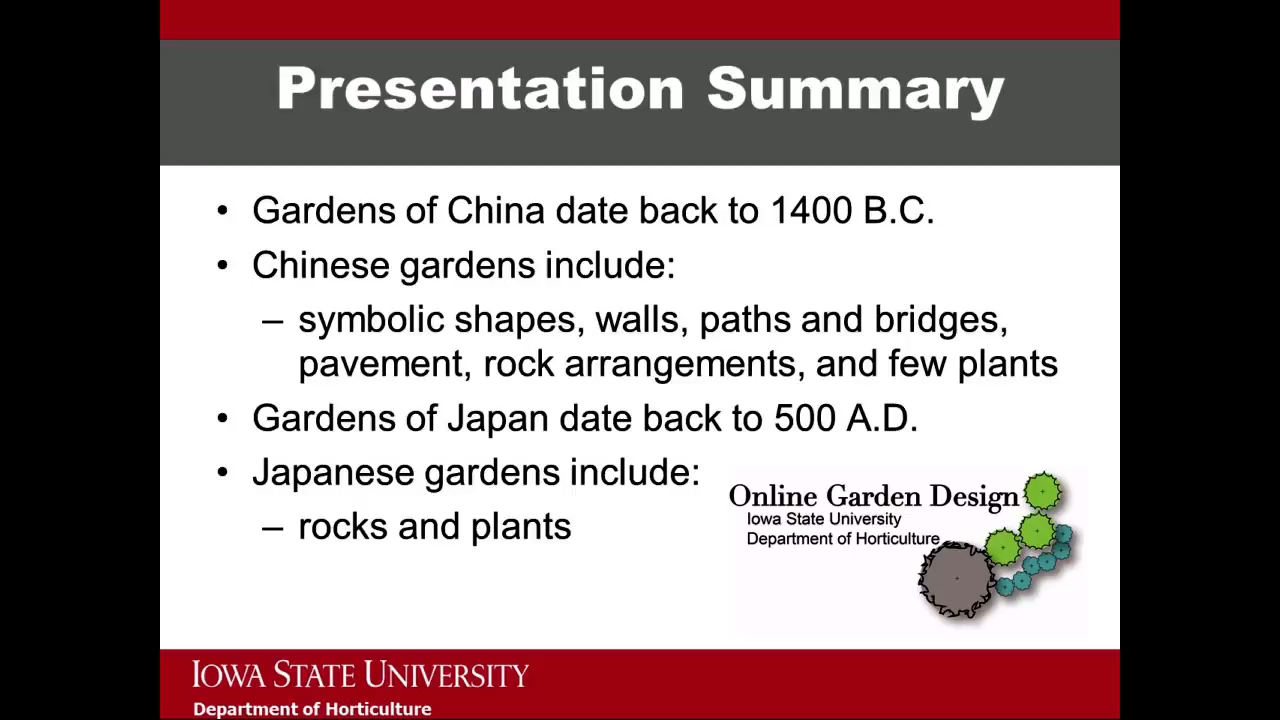 Presentation Summary
• Gardens of China date back to 1400 B.C.
• Chinese gardens include:
– symbolic shapes, walls, paths and bridges,
pavement, rock arrangements, and few plants
• Gardens of Japan date back to 500 A.D.
• Japanese gardens include:
– rocks and plants
Online Garden Design
Iowa State University
Department of Horticulture
IOWA STATE UNIVERSITY
Department of Horticulture